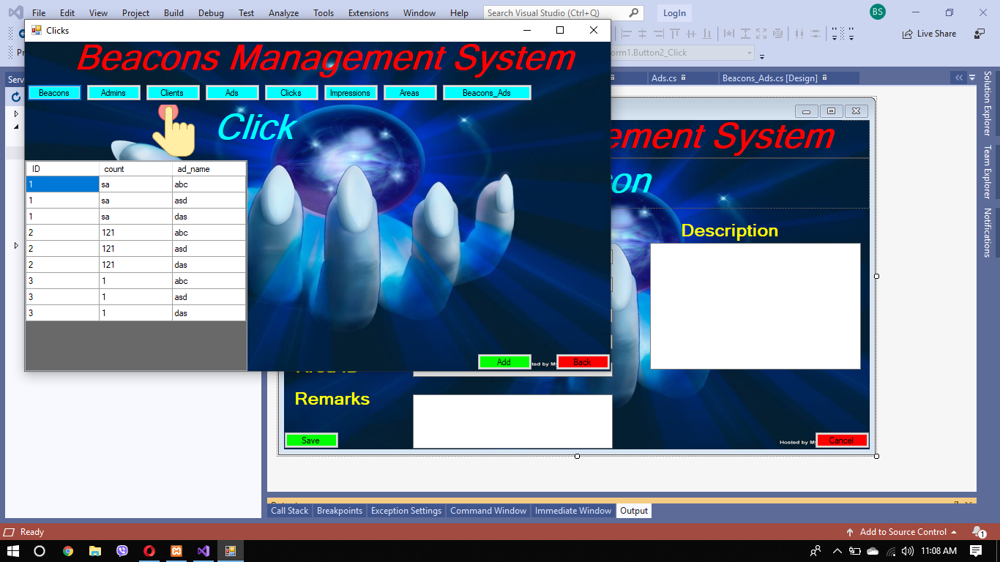 File Edit View Project Build Debug Test Analyze Tools Extensions Window Help Search Visual Studio (Ctrl+Q) LogIn BS
Live Share
Clicks
orm1.Button2_Click
Beacons Management System
Beacons Admins Clients Ads Clicks Impressions Areas Beacons_Ads
Click
ID count ad_name
1 sa abc
1 sa asd
1 sa das
2 121 abc
2 121 asd
2 121 das
3 1 abc
3 1 asd
3 1 das
Add Back
Serv
Ads.cs Beacons_Ads.cs [Design]
ement System
on
Description
Remarks
Save
Hosted by My
Cancel
Solution Explorer
Team Explorer
Notifications
Call Stack Breakpoints Exception Settings Command Window Immediate Window Output
Ready Add to Source Control 1
11:08 AM